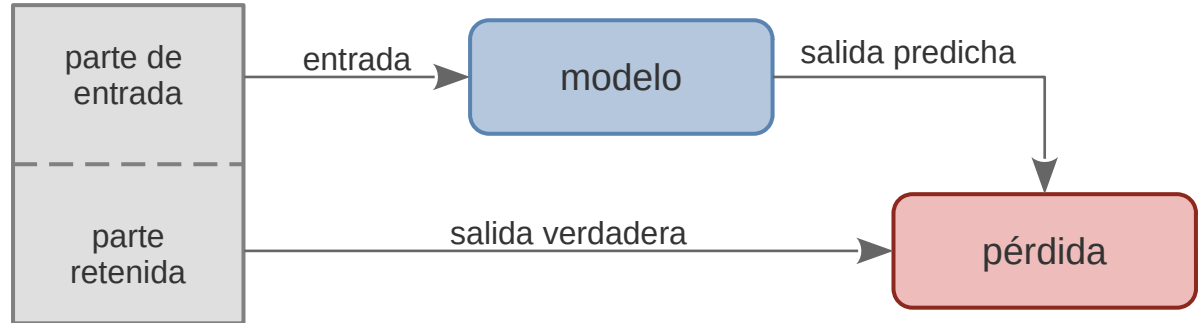 parte de
entrada
entrada
modelo
salida predicha
parte
retenida
salida verdadera
pérdida